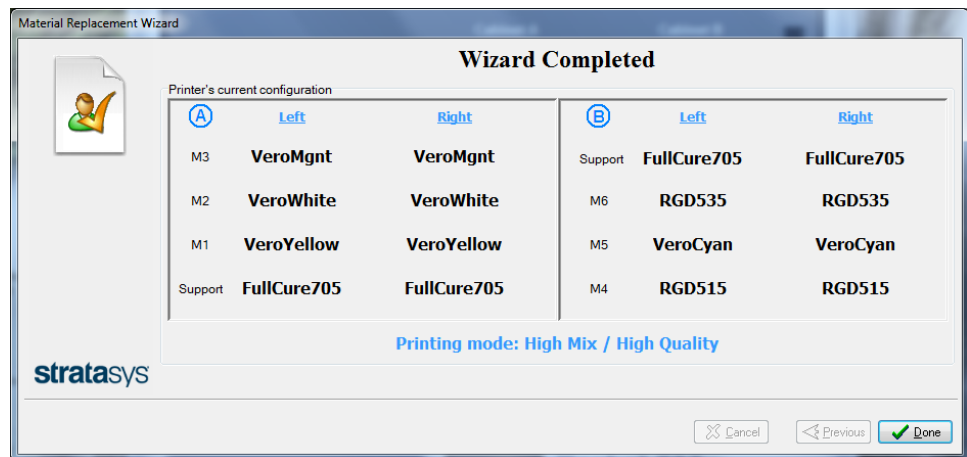 Material Replacement Wizard
Wizard Completed
Printer's current configuration
A Left Right
M3 VeroMgnt VeroMgnt
M2 VeroWhite VeroWhite
M1 VeroYellow VeroYellow
Support FullCure705 FullCure705
B Left Right
Support FullCure705 FullCure705
M6 RGD535 RGD535
M5 VeroCyan VeroCyan
M4 RGD515 RGD515
Printing mode: High Mix / High Quality
stratasys
Cancel Previous Done